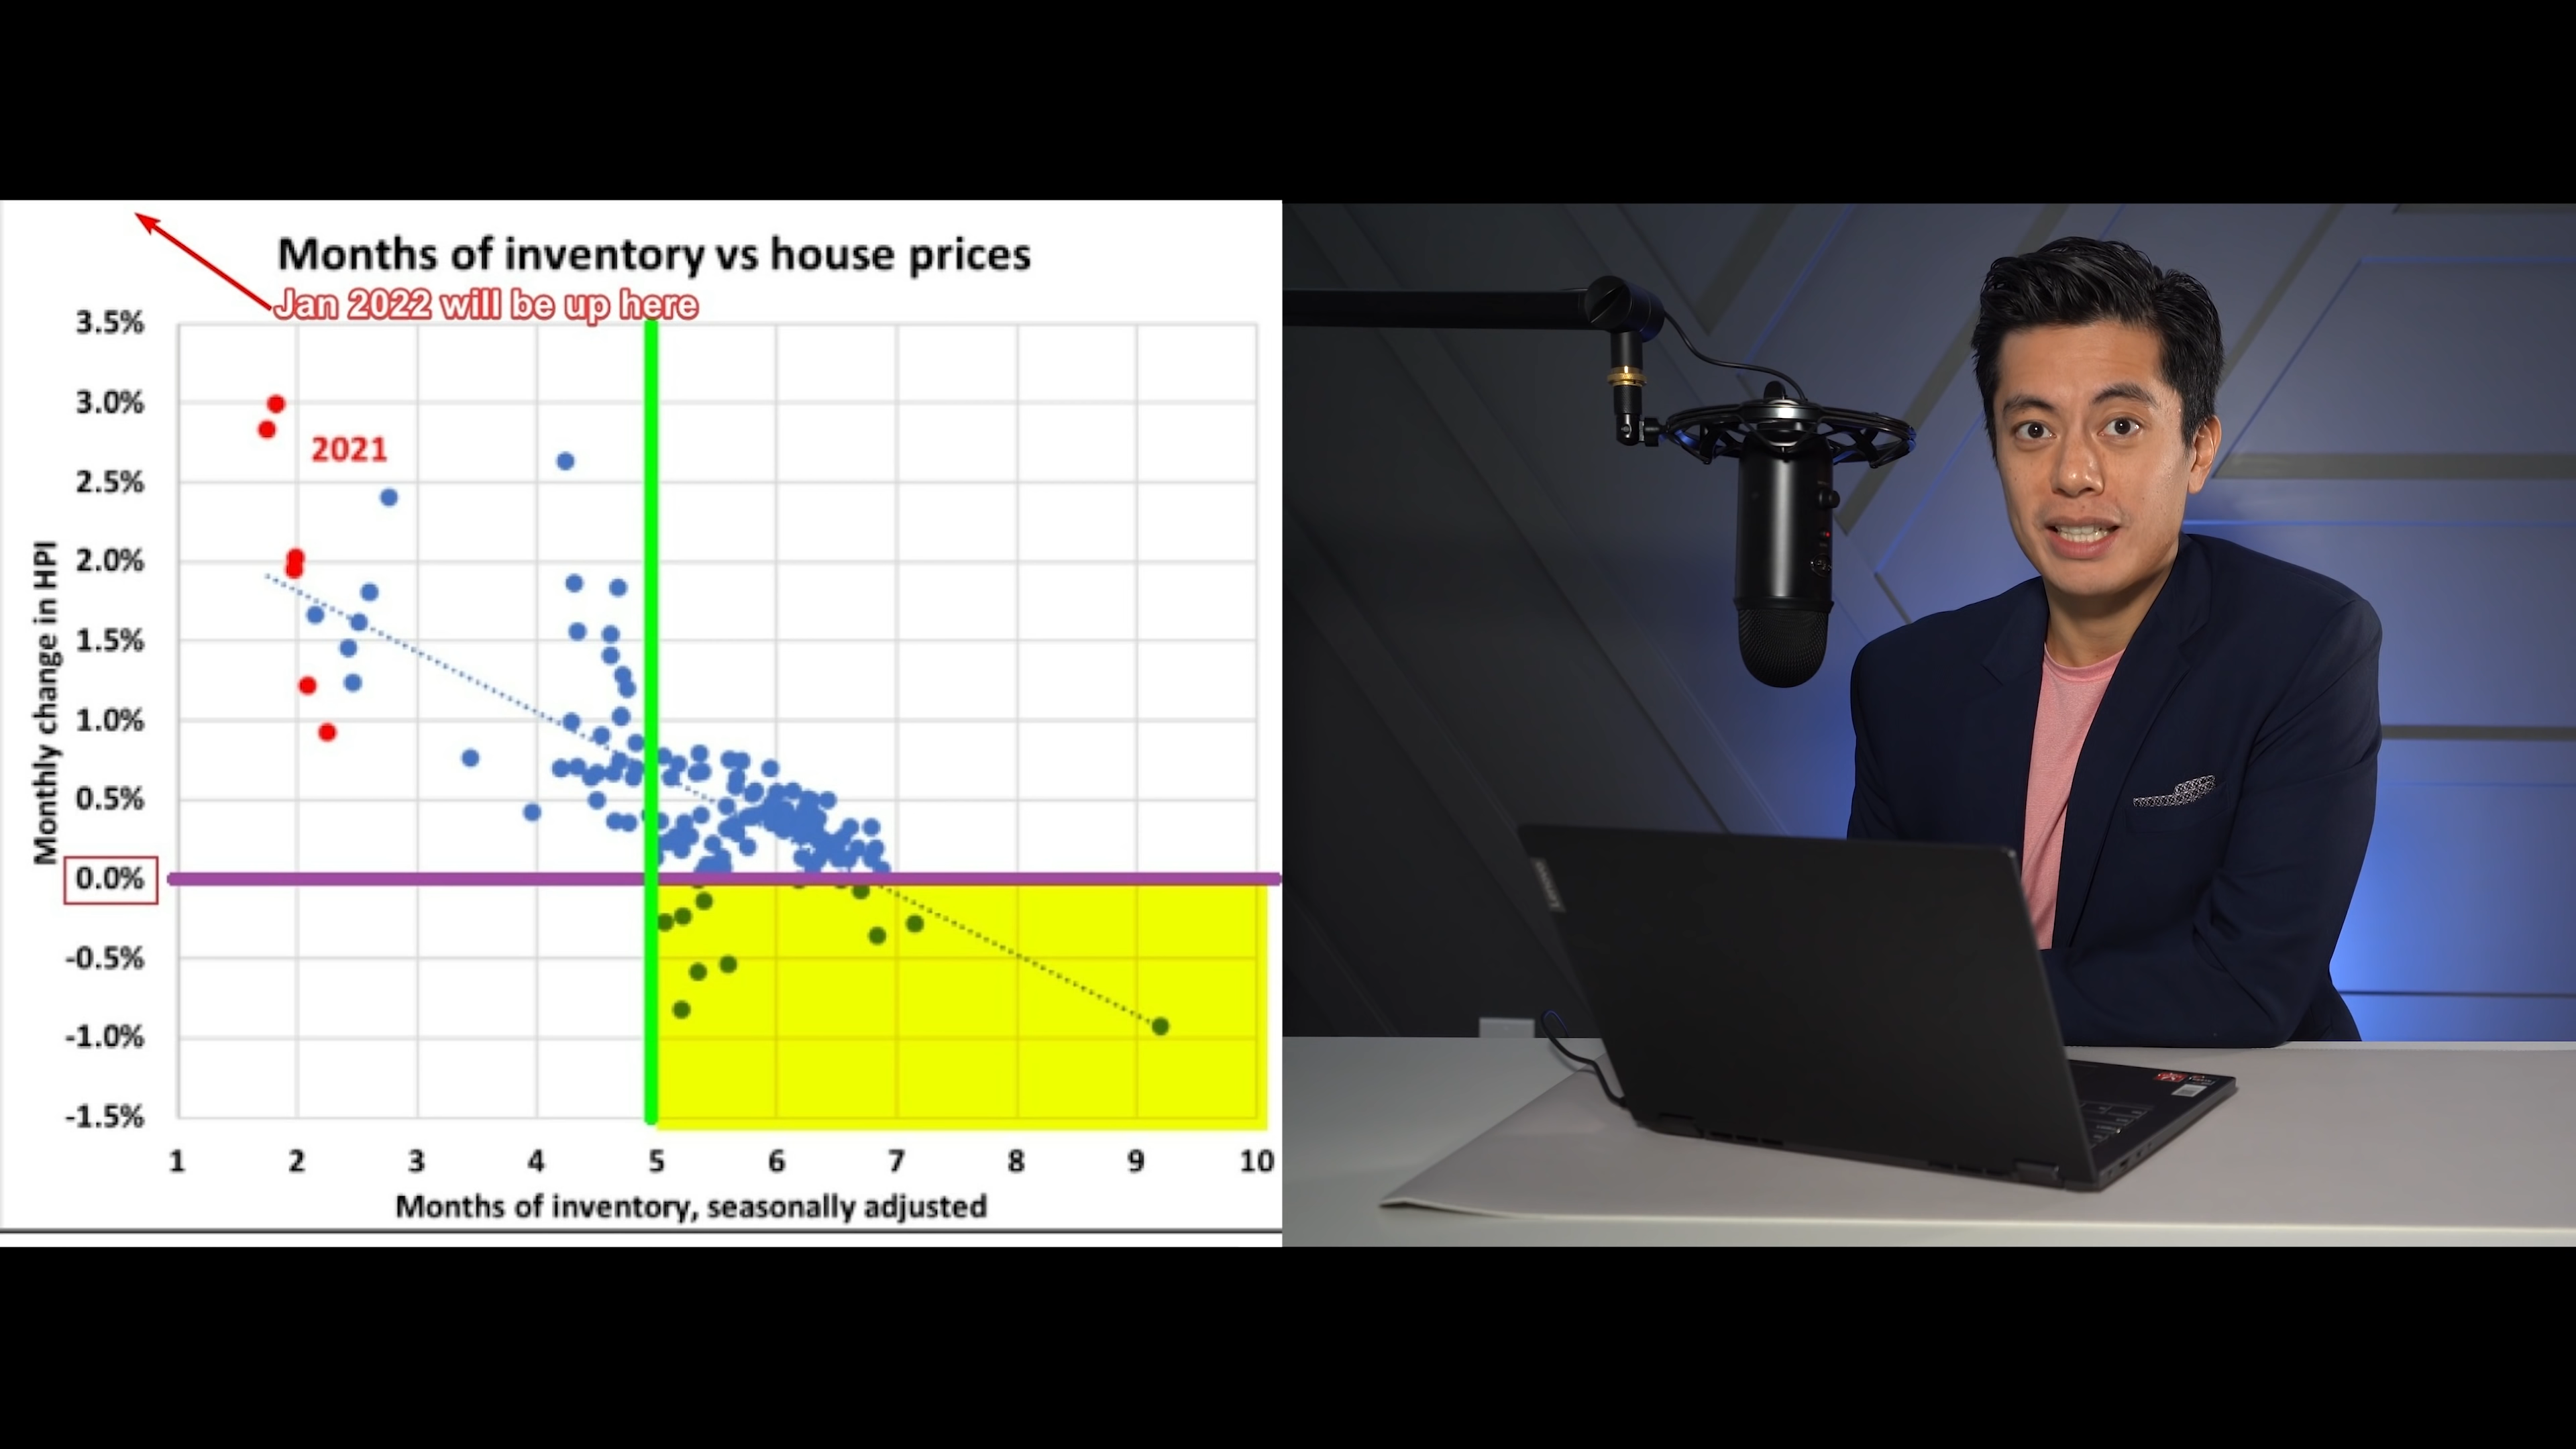 Months of inventory vs house prices
Jan 2022 will be up here
3.5%
3.0%
2021
2.5%
2.0%
1.5%
1.0%
0.5%
0.0%
-0.5%
-1.0%
-1.5%
Monthly change in HPI
1 2 3 4 5 6 7 8 9 10
Months of inventory, seasonally adjusted
Lenovo